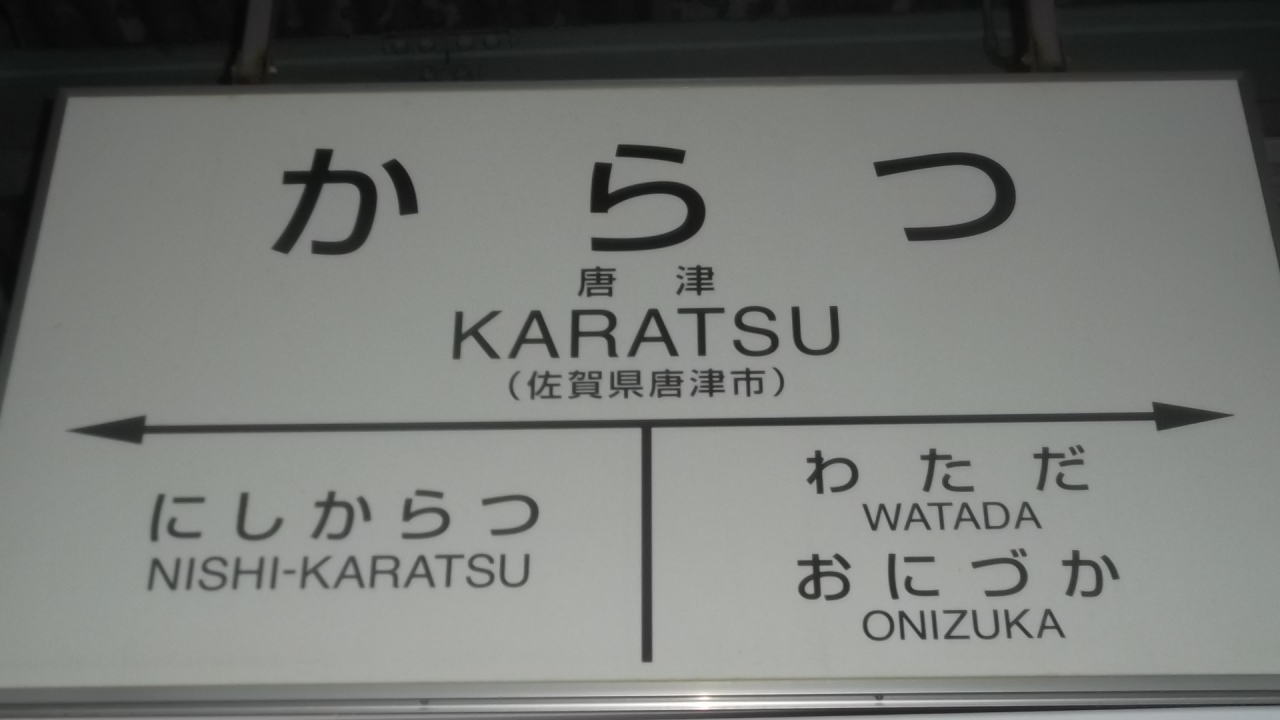 からつ
唐津
KARATSU
（佐賀県唐津市）
にしからつ
NISHI-KARATSU
わただ
WATADA
おにづか
ONIZUKA